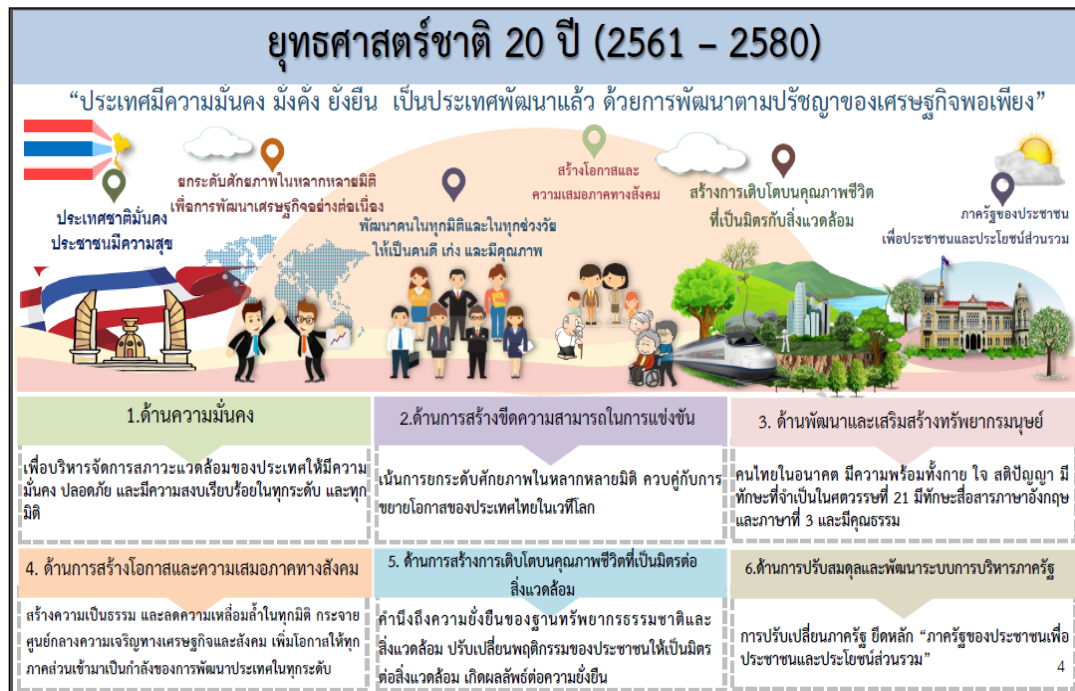 ยุทธศาสตร์ชาติ 20 ปี (2561 – 2580)
“ประเทศมีความมั่นคง มั่งคั่ง ยั่งยืน เป็นประเทศพัฒนาแล้ว ด้วยการพัฒนาตามปรัชญาของเศรษฐกิจพอเพียง”
ประเทศชาติมั่นคง
ประชาชนมีความสุข
ยกระดับศักยภาพในหลากหลายมิติ
เพื่อการพัฒนาเศรษฐกิจอย่างต่อเนื่อง
พัฒนาคนในทุกมิติและในทุกช่วงวัย
ให้เป็นคนดี เก่ง และมีคุณภาพ
สร้างโอกาสและ
ความเสมอภาคทางสังคม
สร้างการเติบโตบนคุณภาพชีวิต
ที่เป็นมิตรกับสิ่งแวดล้อม
ภาครัฐของประชาชน
เพื่อประชาชนและประโยชน์ส่วนรวม
1.ด้านความมั่นคง
เพื่อบริหารจัดการสภาวะแวดล้อมของประเทศให้มีความ
มั่นคง ปลอดภัย และมีความสงบเรียบร้อยในทุกระดับ และทุก
มิติ
2.ด้านการสร้างขีดความสามารถในการแข่งขัน
เน้นการยกระดับศักยภาพในหลากหลายมิติ ควบคู่กับการ
ขยายโอกาสของประเทศไทยในเวทีโลก
3. ด้านพัฒนาและเสริมสร้างทรัพยากรมนุษย์
คนไทยในอนาคต มีความพร้อมทั้งกาย ใจ สติปัญญา มี
ทักษะที่จำเป็นในศตวรรษที่ 21 มีทักษะสื่อสารภาษาอังกฤษ
และภาษาที่ 3 และมีคุณธรรม
4. ด้านการสร้างโอกาสและความเสมอภาคทางสังคม
สร้างความเป็นธรรม และลดความเหลื่อมล้ำในทุกมิติ กระจาย
ศูนย์กลางความเจริญทางเศรษฐกิจและสังคม เพิ่มโอกาสให้ทุก
ภาคส่วนเข้ามาเป็นกำลังของการพัฒนาประเทศในทุกระดับ
5. ด้านการสร้างการเติบโตบนคุณภาพชีวิตที่เป็นมิตรต่อ
สิ่งแวดล้อม
คำนึงถึงความยั่งยืนของฐานทรัพยากรธรรมชาติและ
สิ่งแวดล้อม ปรับเปลี่ยนพฤติกรรมของประชาชนให้เป็นมิตร
ต่อสิ่งแวดล้อม เกิดผลลัพธ์ต่อความยั่งยืน
6.ด้านการปรับสมดุลและพัฒนาระบบการบริหารภาครัฐ
การปรับเปลี่ยนภาครัฐ ยึดหลัก “ภาครัฐของประชาชนเพื่อ
ประชาชนและประโยชน์ส่วนรวม”
4